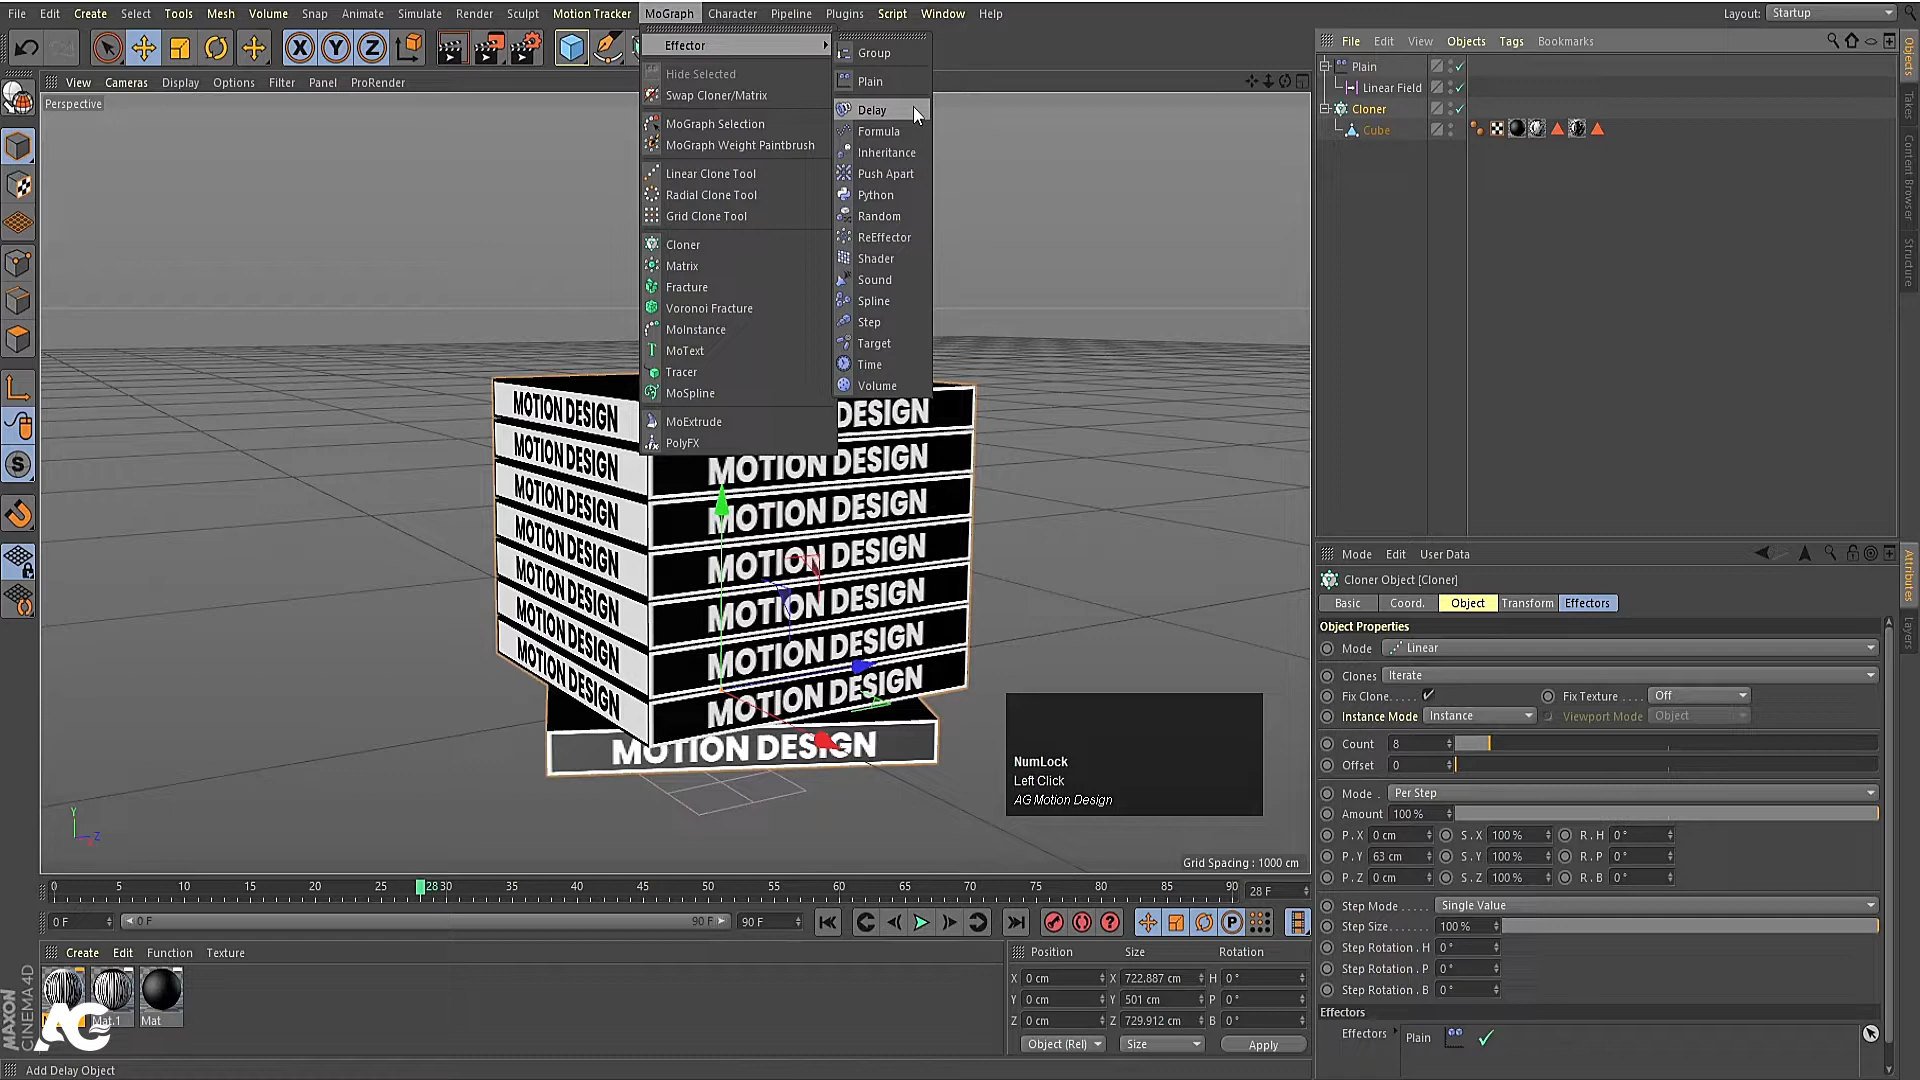 File Edit Create Select Tools Mesh Volume Snap Animate Simulate Render Sculpt Motion Tracker MoGraph Character Pipeline Plugins Script Window Help
Layout: Startup
View Cameras Display Options Filter Panel ProRender
Perspective
Effector
Hide Selected
Swap Cloner/Matrix
MoGraph Selection
MoGraph Weight Paintbrush
Linear Clone Tool
Radial Clone Tool
Grid Clone Tool
Cloner
Matrix
Fracture
Voronoi Fracture
MoInstance
MoText
Tracer
MoSpline
MoExtrude
PolyFX
Group
Plain
Delay
Formula
Inheritance
Push Apart
Python
Random
ReEffector
Shader
Sound
Spline
Step
Target
Time
Volume
MOTION DESIGN DESIGN
MOTION DESIGN MOTION DESIGN
MOTION DESIGN MOTION DESIGN
MOTION DESIGN MOTION DESIGN
MOTION DESIGN MOTION DESIGN
MOTION DESIGN MOTION DESIGN
MOTION DESIGN MOTION DESIGN
MOTION DESIGN
NumLock
Left Click
AG Motion Design
Y
Z
Grid Spacing : 1000 cm
0 5 10 15 20 25 28 30 35 40 45 50 55 60 65 70 75 80 85 90 28 F
0 F 0 F 90 F 90 F
Create Edit Function Texture
Mat.1 Mat
MAXON
CINEMA 4D
AG
Position Size Rotation
X 0 cm X 722.887 cm H 0 °
Y 0 cm Y 501 cm P 0 °
Z 0 cm Z 729.912 cm B 0 °
Object (Rel) Size Apply
Add Delay Object
File Edit View Objects Tags Bookmarks
Plain
Linear Field
Cloner
Cube
Objects
Takes
Content Browser
Structure
Mode Edit User Data
Cloner Object [Cloner]
Basic Coord. Object Transform Effectors
Object Properties
Mode Linear
Clones Iterate
Fix Clone. . . . . Fix Texture . . . . Off
Instance Mode Instance Viewport Mode Object
Count 8
Offset 0
Mode . Per Step
Amount 100 %
P . X 0 cm S . X 100 % R . H 0 °
P . Y 63 cm S . Y 100 % R . P 0 °
P . Z 0 cm S . Z 100 % R . B 0 °
Step Mode . . . . . Single Value
Step Size. . . . . . . 100 %
Step Rotation . H 0 °
Step Rotation . P 0 °
Step Rotation . B 0 °
Effectors
Effectors Plain
Attributes
Layers